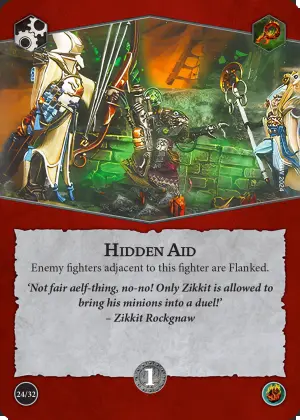 HIDDEN AID
Enemy fighters adjacent to this fighter are Flanked.
'Not fair aelf-thing, no-no! Only Zikkit is allowed to
bring his minions into a duel!'
– Zikkit Rockgnaw
1
24/32